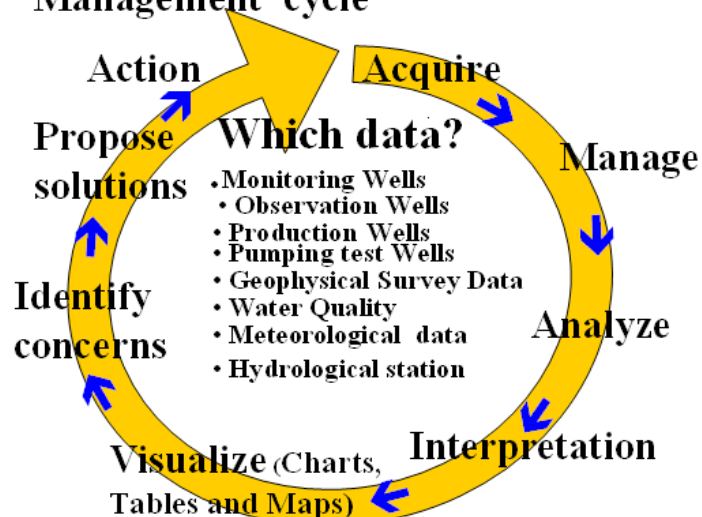 Management cycle
Action
Acquire
Propose
solutions
Which data?
Manage
•Monitoring Wells
• Observation Wells
• Production Wells
• Pumping test Wells
• Geophysical Survey Data
• Water Quality
• Meteorological data
• Hydrological station
Identify
concerns
Analyze
Interpretation
Visualize (Charts,
Tables and Maps)